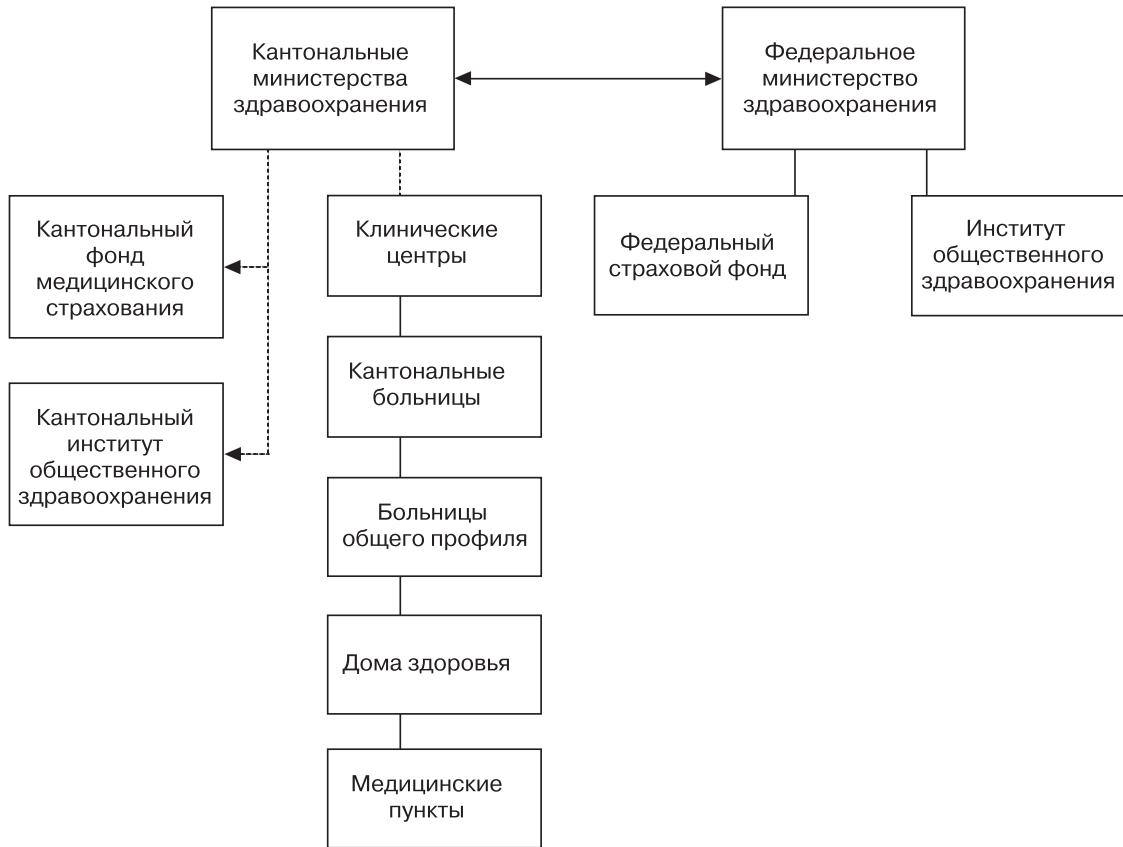 Кантональные
министерства
здравоохранения
Федеральное
министерство
здравоохранения
Кантональный
фонд
медицинского
страхования
Клинические
центры
Федеральный
страховой фонд
Институт
общественного
здравоохранения
Кантональные
больницы
Кантональный
институт
общественного
здравоохранения
Больницы
общего профиля
Дома здоровья
Медицинские
пункты